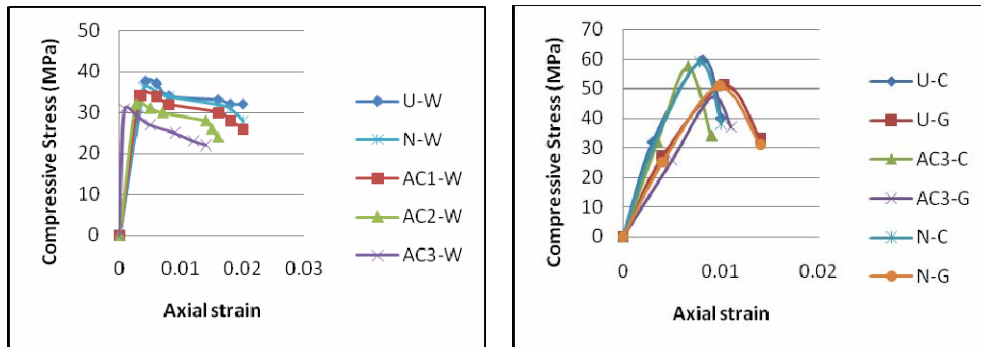 Compressive Stress (MPa)
50
40
30
20
10
0
0 0.01 0.02 0.03
Axial strain
U-W
N-W
AC1-W
AC2-W
AC3-W
Compressive Stress (MPa)
70
60
50
40
30
20
10
0
0 0.01 0.02
Axial strain
U-C
U-G
AC3-C
AC3-G
N-C
N-G